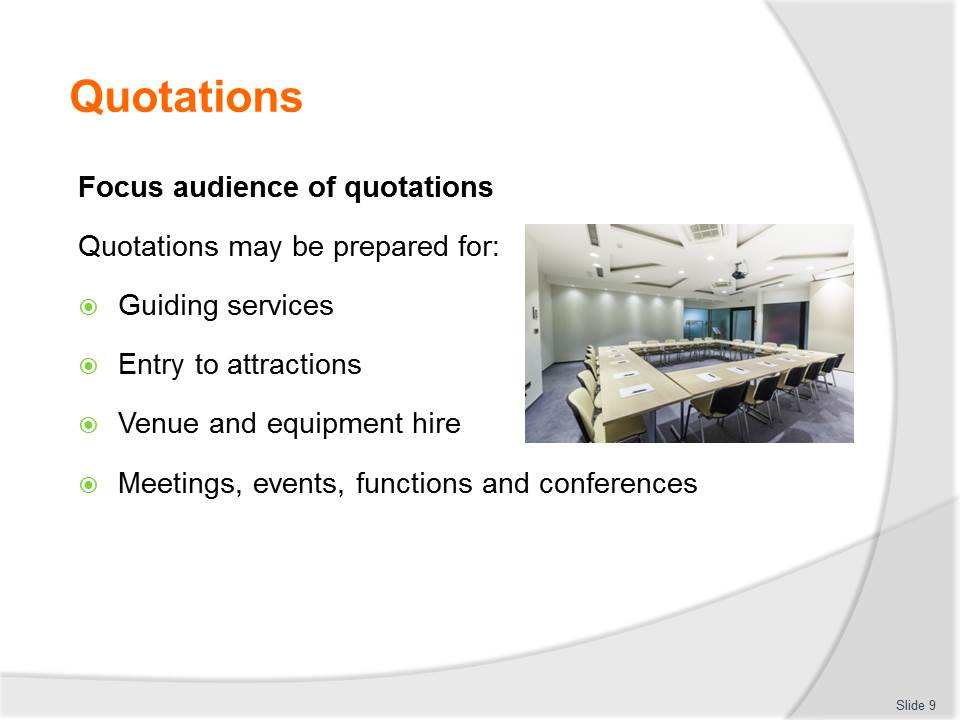 Quotations
Focus audience of quotations
Quotations may be prepared for:
Guiding services
Entry to attractions
Venue and equipment hire
Meetings, events, functions and conferences
Slide 9